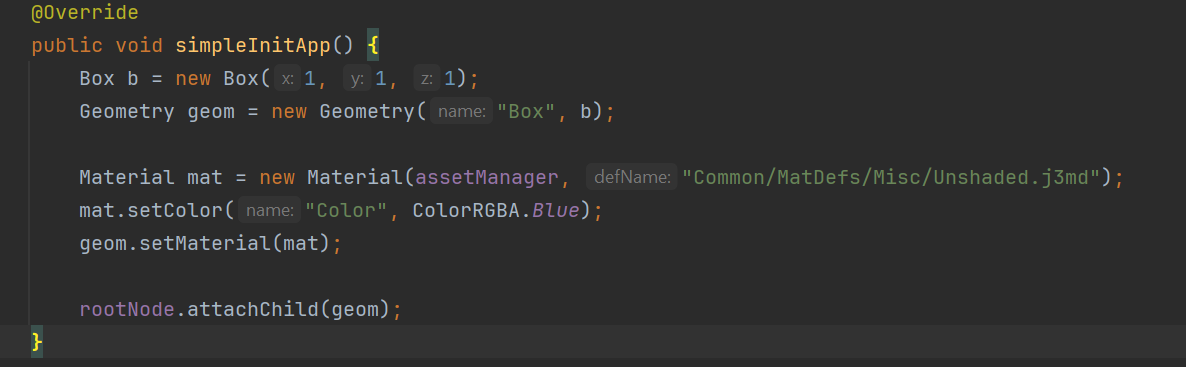 @Override
public void simpleInitApp() {
Box b = new Box( x: 1, y: 1, z: 1);
Geometry geom = new Geometry( name: "Box", b);
Material mat = new Material(assetManager, defName: "Common/MatDefs/Misc/Unshaded.j3md");
mat.setColor( name: "Color", ColorRGBA.Blue);
geom.setMaterial(mat);
rootNode.attachChild(geom);
}